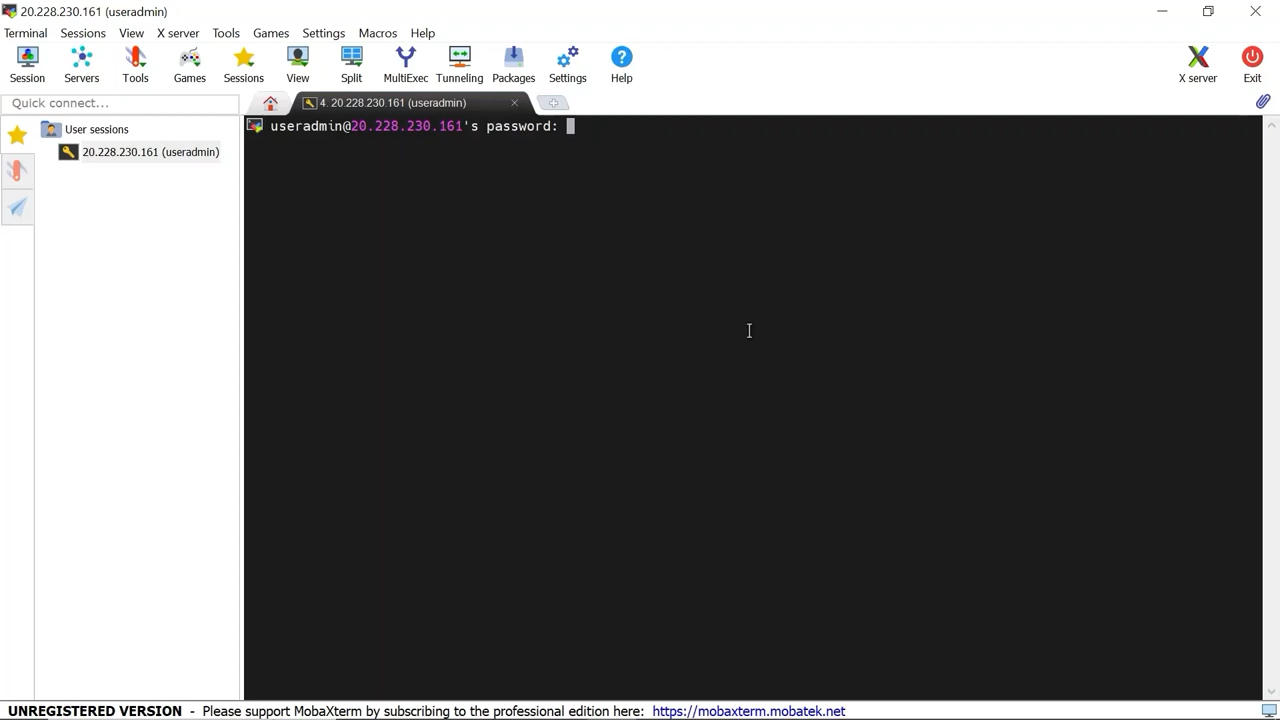 20.228.230.161 (useradmin)
Terminal Sessions View X server Tools Games Settings Macros Help
Session Servers Tools Games Sessions View Split MultiExec Tunneling Packages Settings Help X server Exit
Quick connect...
4. 20.228.230.161 (useradmin)
User sessions
20.228.230.161 (useradmin)
useradmin@20.228.230.161's password:
UNREGISTERED VERSION - Please support MobaXterm by subscribing to the professional edition here: https://mobaxterm.mobatek.net